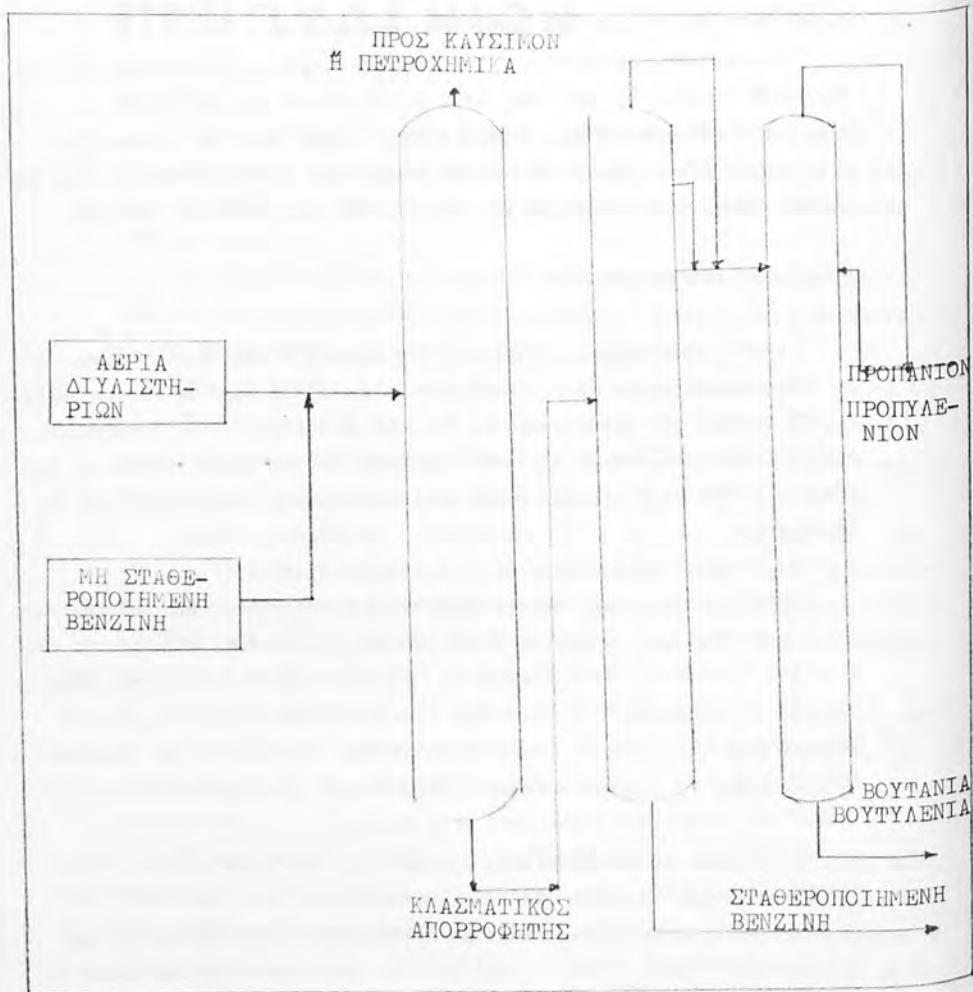 ΠΡΟΣ ΚΑΥΣΙΜΟΝ
Ή ΠΕΤΡΟΧΗΜΙΚΑ
ΑΕΡΙΑ
ΔΙΥΛΙΣΤΗ-
ΡΙΩΝ
ΠΡΟΠΑΝΙΟΝ
ΠΡΟΠΥΛΕ-
ΝΙΟΝ
ΜΗ ΣΤΑΘΕ-
ΡΟΠΟΙΗΜΕΝΗ
ΒΕΝΖΙΝΗ
ΒΟΥΤΑΝΙΑ
ΒΟΥΤΥΛΕΝΙΑ
ΚΛΑΣΜΑΤΙΚΟΣ
ΑΠΟΡΡΟΦΗΤΗΣ
ΣΤΑΘΕΡΟΠΟΙΗΜΕΝΗ
ΒΕΝΖΙΝΗ